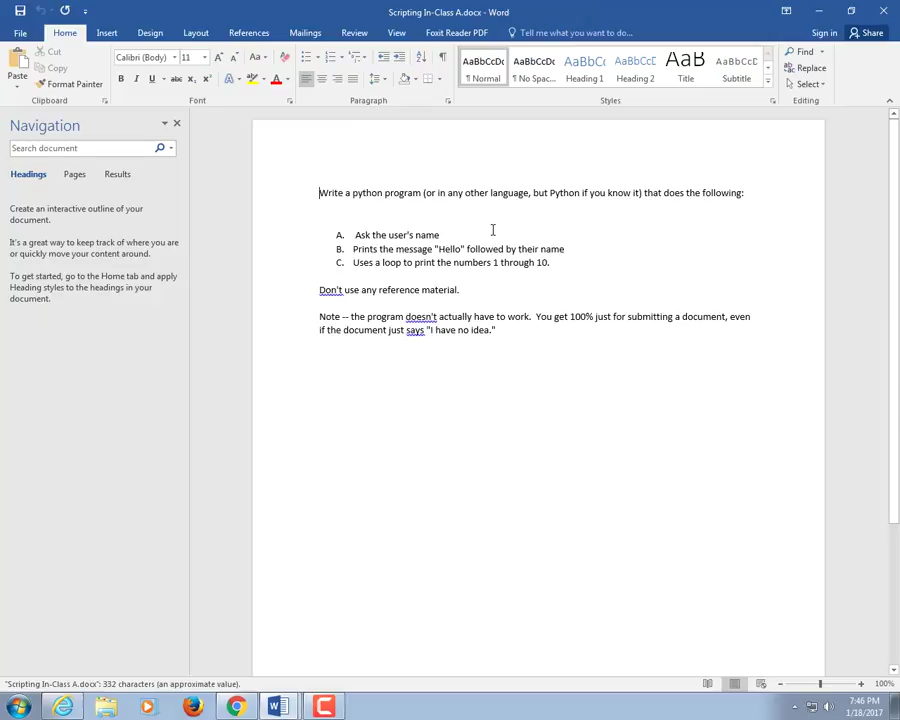 Scripting In-Class A.docx - Word
File Home Insert Design Layout References Mailings Review View Foxit Reader PDF Tell me what you want to do... Sign in Share
Paste
Cut
Copy
Format Painter
Clipboard
Calibri (Body) 11
B I U abc x₂ x²
Font
Paragraph
AaBbCcDc AaBbCcDc AaBbCc AaBbCcD AaB AaBbCcD
¶ Normal ¶ No Spac... Heading 1 Heading 2 Title Subtitle
Styles
Find
Replace
Select
Editing
Navigation
Search document
Headings Pages Results
Create an interactive outline of your
document.
It's a great way to keep track of where you are
or quickly move your content around.
To get started, go to the Home tab and apply
Heading styles to the headings in your
document.
Write a python program (or in any other language, but Python if you know it) that does the following:
A. Ask the user's name
B. Prints the message "Hello" followed by their name
C. Uses a loop to print the numbers 1 through 10.
Don't use any reference material.
Note -- the program doesn't actually have to work. You get 100% just for submitting a document, even
if the document just says "I have no idea."
"Scripting In-Class A.docx": 332 characters (an approximate value).
100%
7:46 PM
1/18/2017